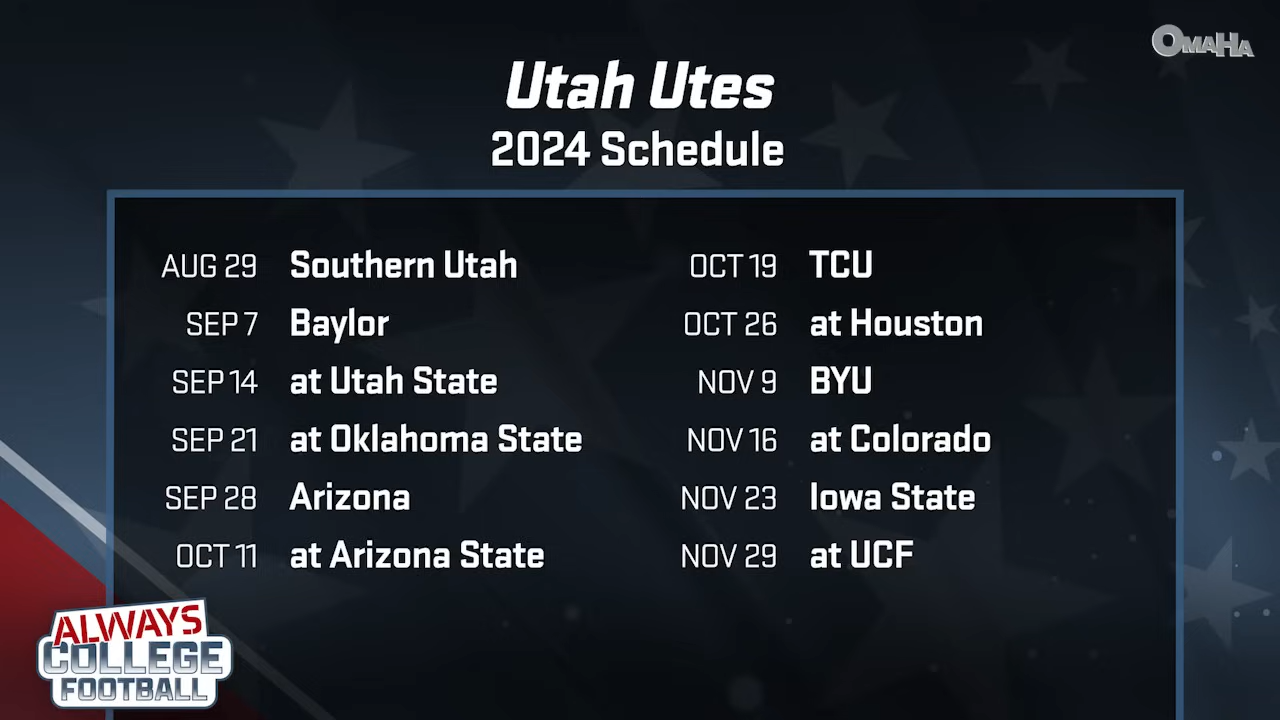 OMAHA
Utah Utes
2024 Schedule
AUG 29 Southern Utah
SEP 7 Baylor
SEP 14 at Utah State
SEP 21 at Oklahoma State
SEP 28 Arizona
OCT 11 at Arizona State
OCT 19 TCU
OCT 26 at Houston
NOV 9 BYU
NOV 16 at Colorado
NOV 23 Iowa State
NOV 29 at UCF
ALWAYS
COLLEGE
FOOTBALL